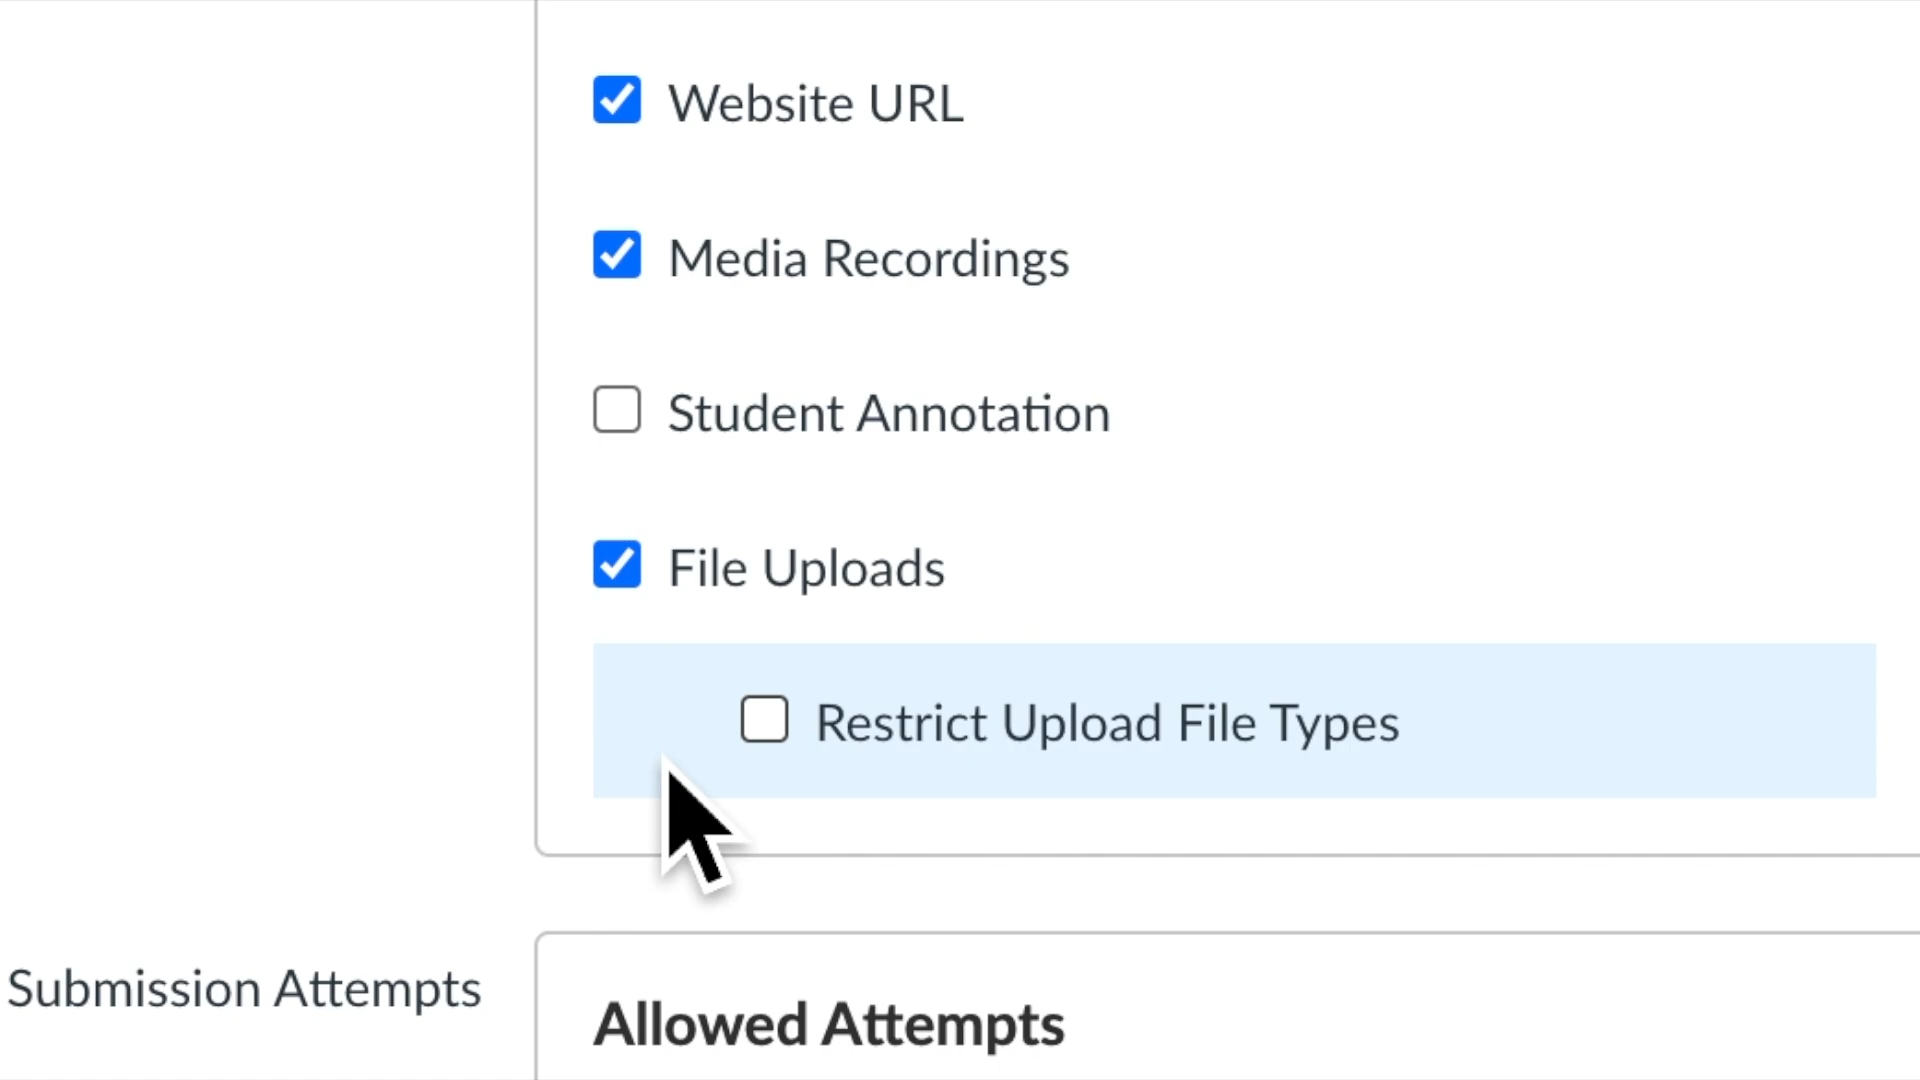 Website URL
Media Recordings
Student Annotation
File Uploads
Restrict Upload File Types
Submission Attempts
Allowed Attempts